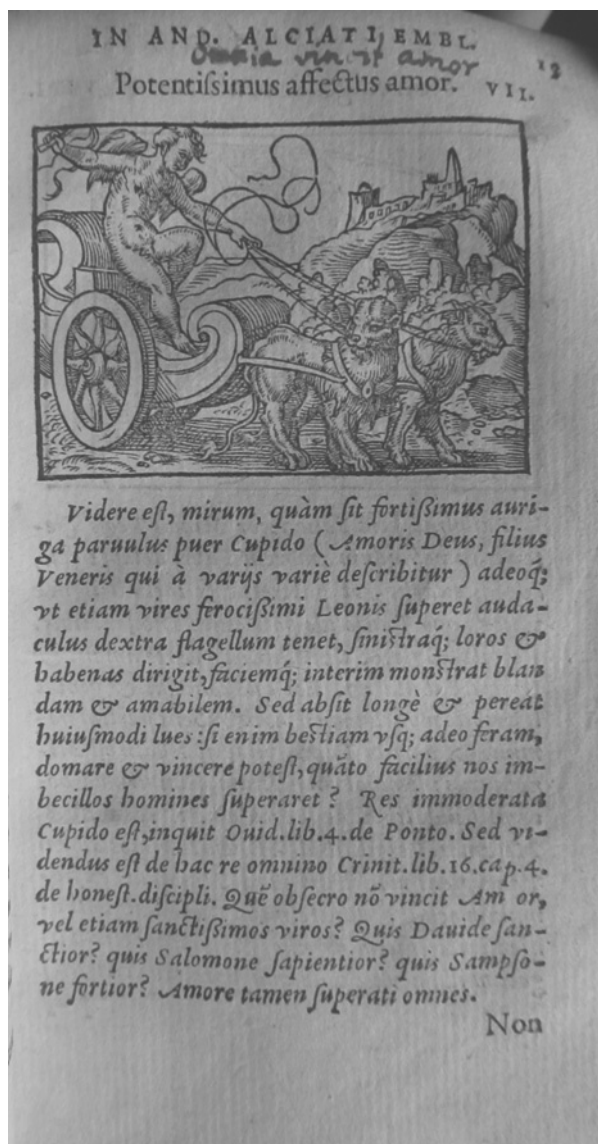 IN AND. ALCIATI, EMBL.
Omnia vincit amor
13
Potentiſsimus affectus amor. VII.
Videre eſt, mirum, quàm ſit fortiſsimus auri-
ga paruulus puer Cupido (Amoris Deus, filius
Veneris qui à varijs variè deſcribitur) adeoq́;
vt etiam vires ferociſsimi Leonis ſuperet auda-
culus dextra flagellum tenet, ſiniſtraq́; loros &
habenas dirigit, faciemq́; interim monſtrat blan
dam & amabilem. Sed abſit longè & pereat
huiuſmodi lues :ſi enim beſtiam vſq; adeo feram,
domare & vincere poteſt, quāto facilius nos im-
becillos homines ſuperaret? Res immoderata
Cupido eſt,inquit Ouid.lib.4.de Ponto. Sed vi-
dendus eſt de hac re omnino Crinit.lib.16.cap.4.
de honeſt.diſcipli. Quē obſecro nō vincit Am or,
vel etiam ſanctiſsimos viros? Quis Dauide ſan-
ctior? quis Salomone ſapientior? quis Sampſo-
ne fortior? Amore tamen ſuperati omnes.
Non